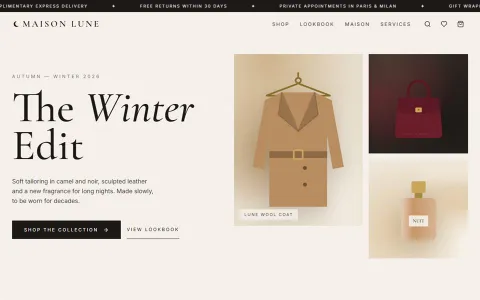 PLIMENTARY EXPRESS DELIVERY ✦ FREE RETURNS WITHIN 30 DAYS ✦ PRIVATE APPOINTMENTS IN PARIS & MILAN ✦ GIFT WRAP
MAISON LUNE
SHOP LOOKBOOK MAISON SERVICES
AUTUMN — WINTER 2026
The Winter
Edit
Soft tailoring in camel and noir, sculpted leather
and a new fragrance for long nights. Made slowly,
to be worn for decades.
SHOP THE COLLECTION →
VIEW LOOKBOOK
LUNE WOOL COAT
NUIT